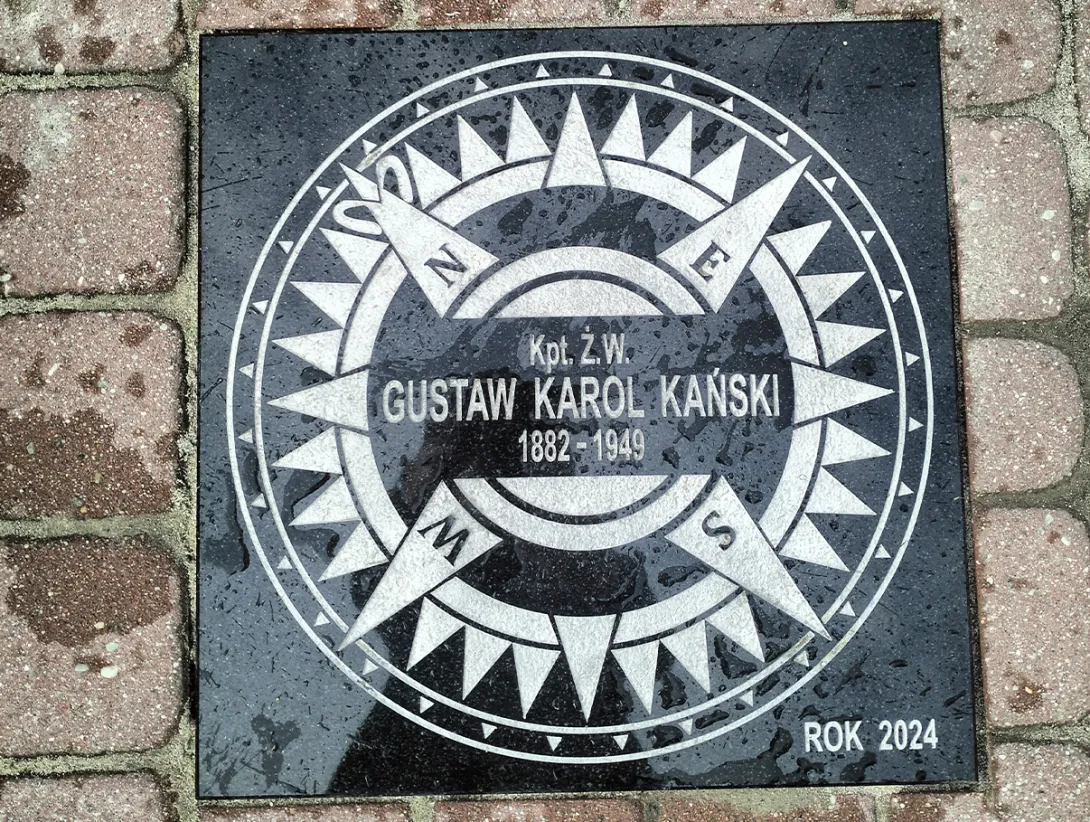 N E
Kpt. Ż.W.
GUSTAW KAROL KAŃSKI
1882 - 1949
W S
ROK 2024